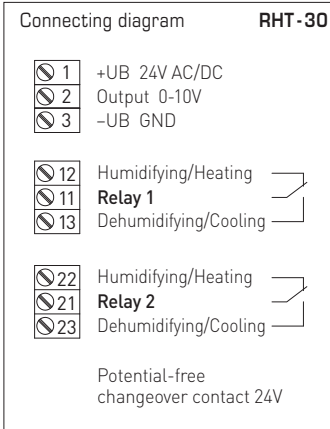 Connecting diagram RHT-30
1 +UB 24V AC/DC
2 Output 0-10V
3 –UB GND
12 Humidifying/Heating
11 Relay 1
13 Dehumidifying/Cooling
22 Humidifying/Heating
21 Relay 2
23 Dehumidifying/Cooling
Potential-free
changeover contact 24V